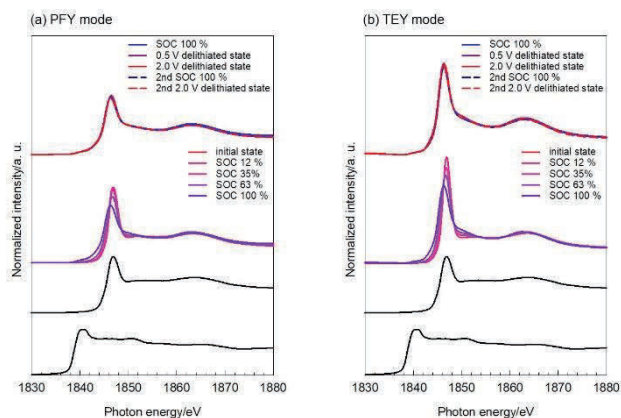 (a) PFY mode
SOC 100 %
0.5 V delithiated state
2.0 V delithiated state
2nd SOC 100 %
2nd 2.0 V delithiated state
initial state
SOC 12 %
SOC 35%
SOC 63 %
SOC 100 %
Normalized intensity/a. u.
1830 1840 1850 1860 1870 1880
Photon energy/eV
(b) TEY mode
SOC 100 %
0.5 V delithiated state
2.0 V delithiated state
2nd SOC 100 %
2nd 2.0 V delithiated state
initial state
SOC 12 %
SOC 35%
SOC 63 %
SOC 100 %
Normalized intensity/a. u.
1830 1840 1850 1860 1870 1880
Photon energy/eV